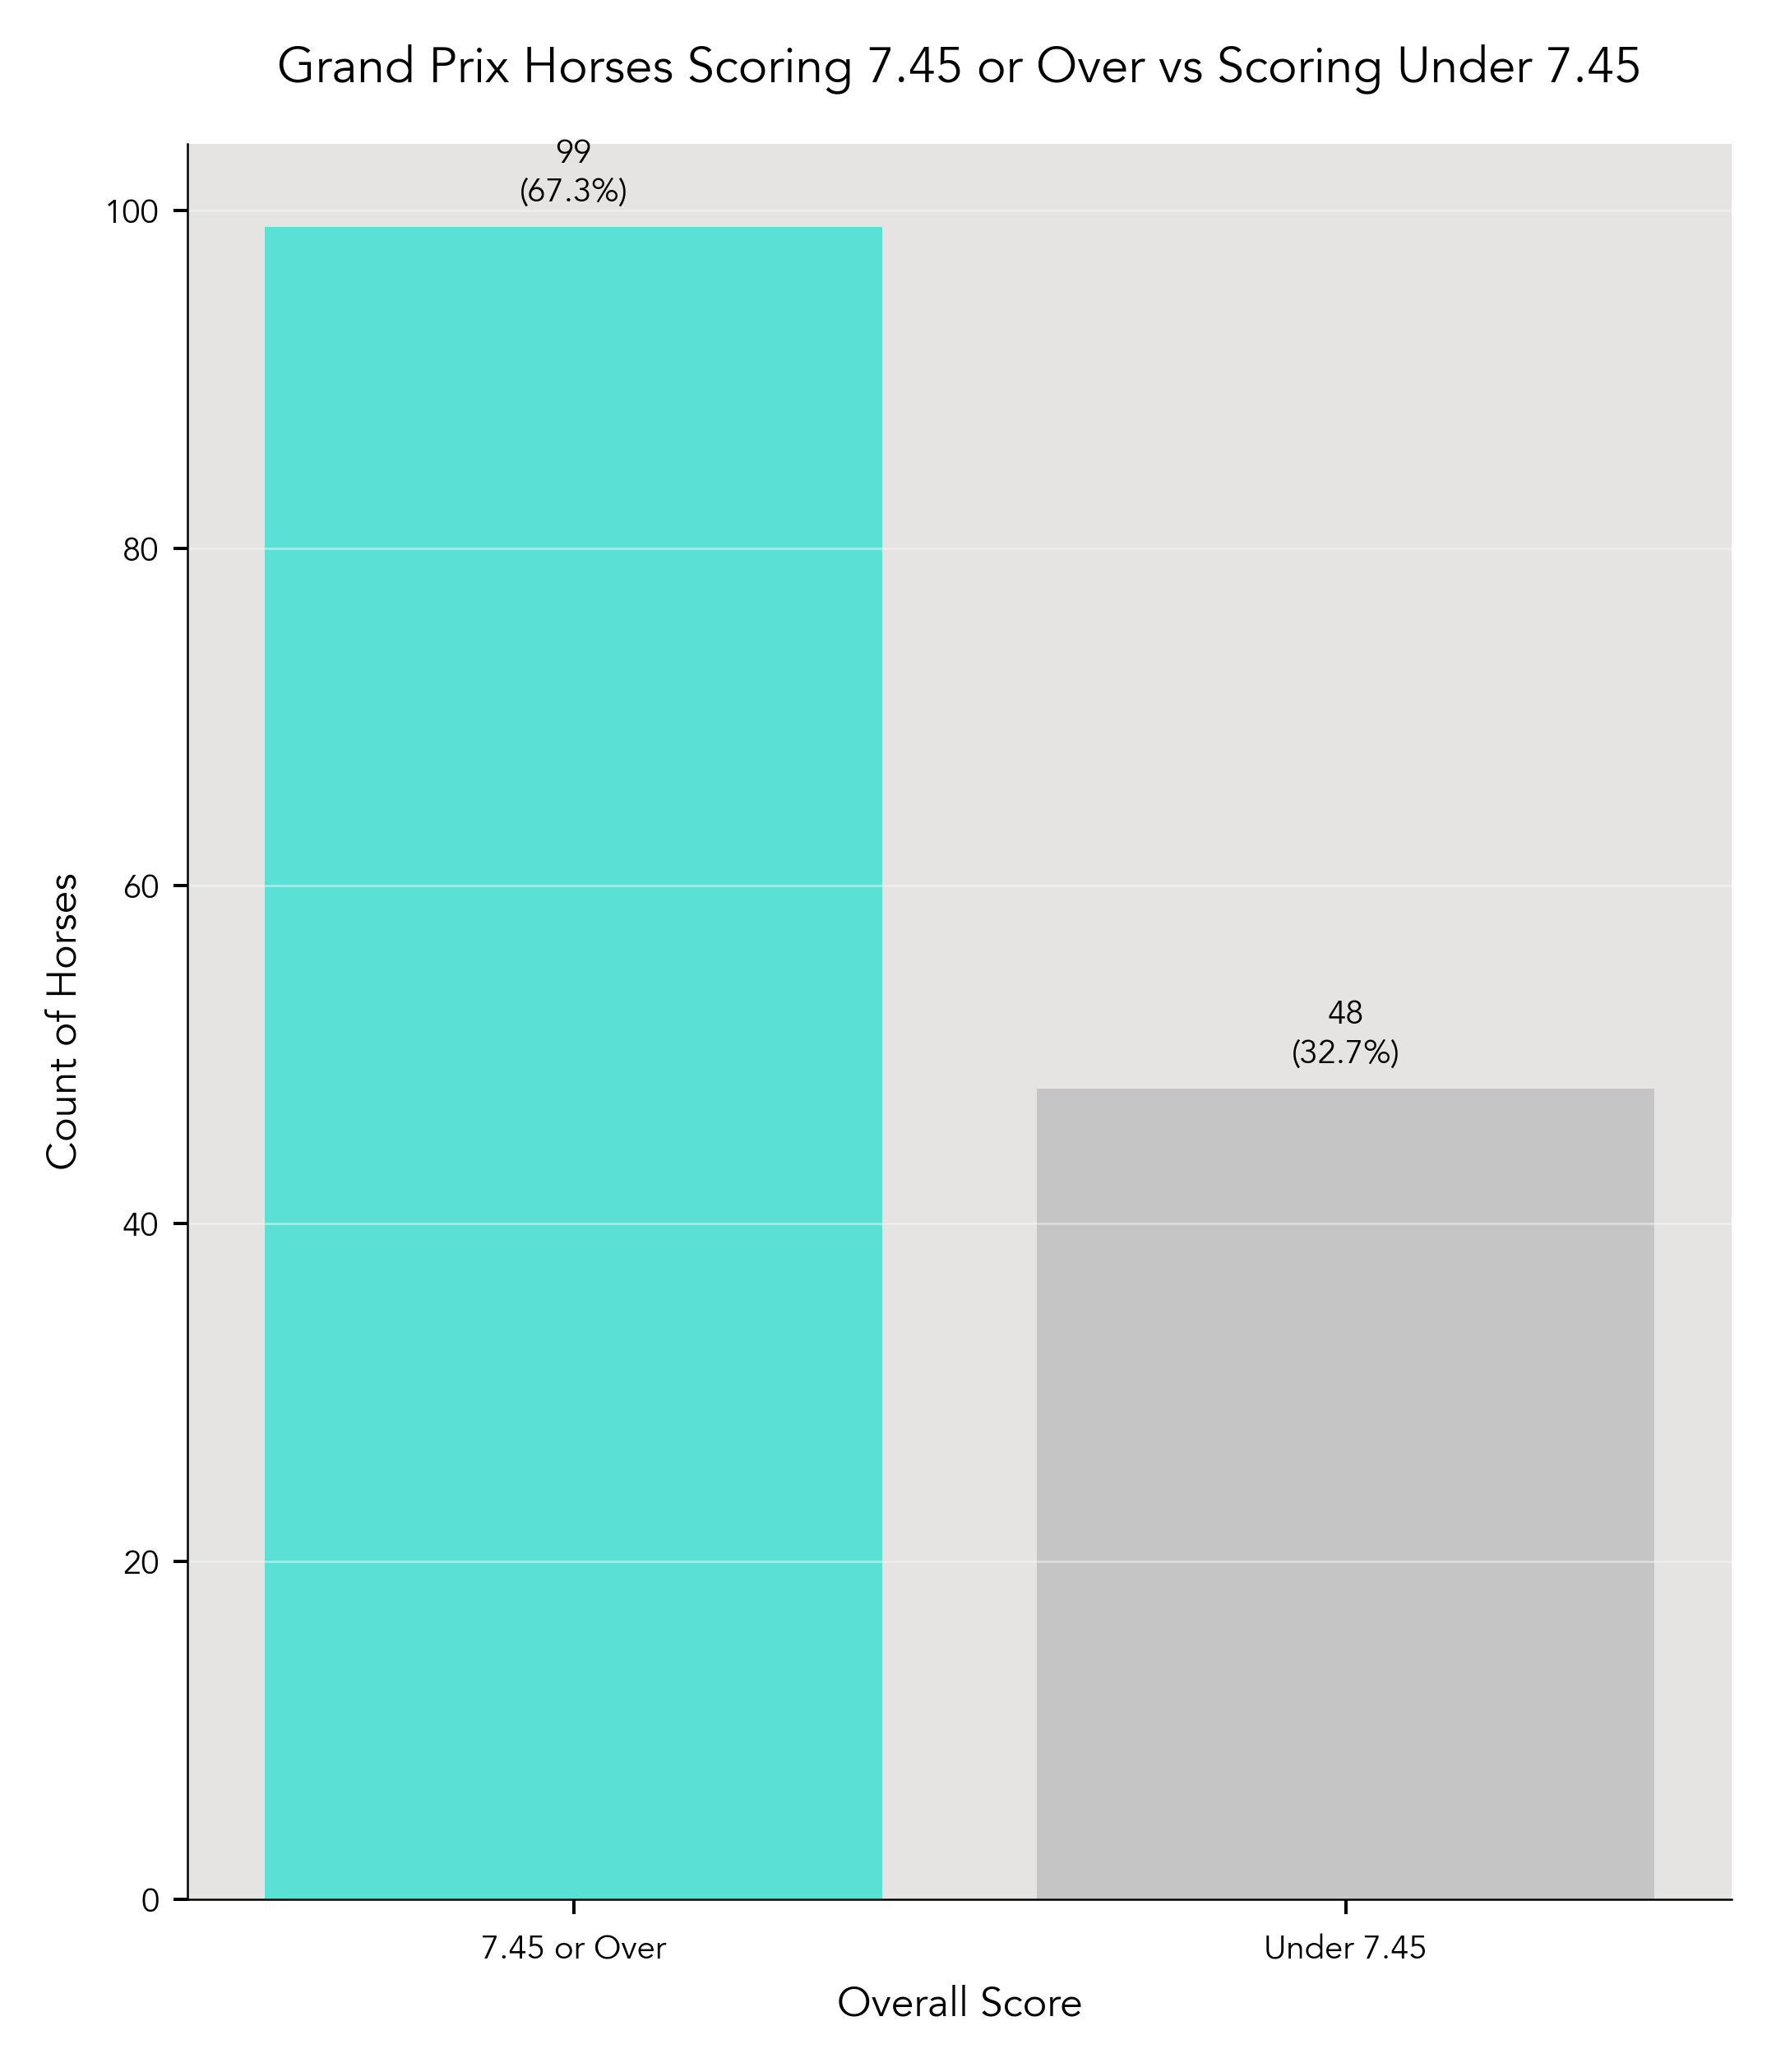 Grand Prix Horses Scoring 7.45 or Over vs Scoring Under 7.45
99
(67.3%)
100
80
60
48
(32.7%)
40
20
0
Count of Horses
7.45 or Over
Under 7.45
Overall Score